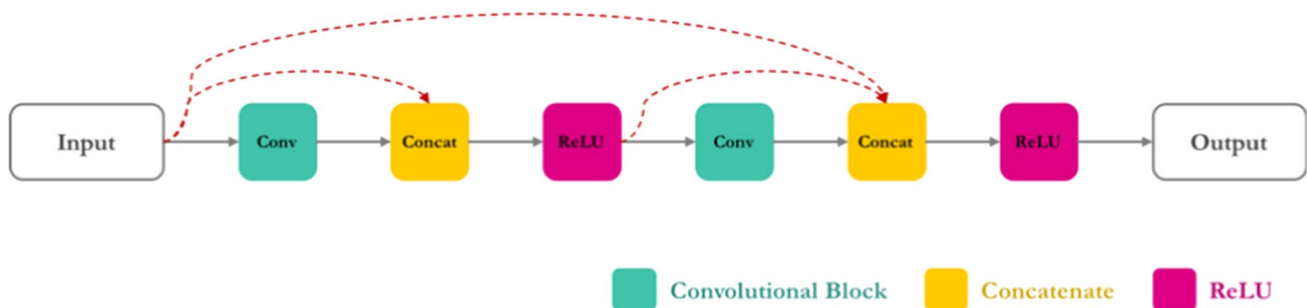 Input Conv Concat ReLU Conv Concat ReLU Output
Convolutional Block Concatenate ReLU